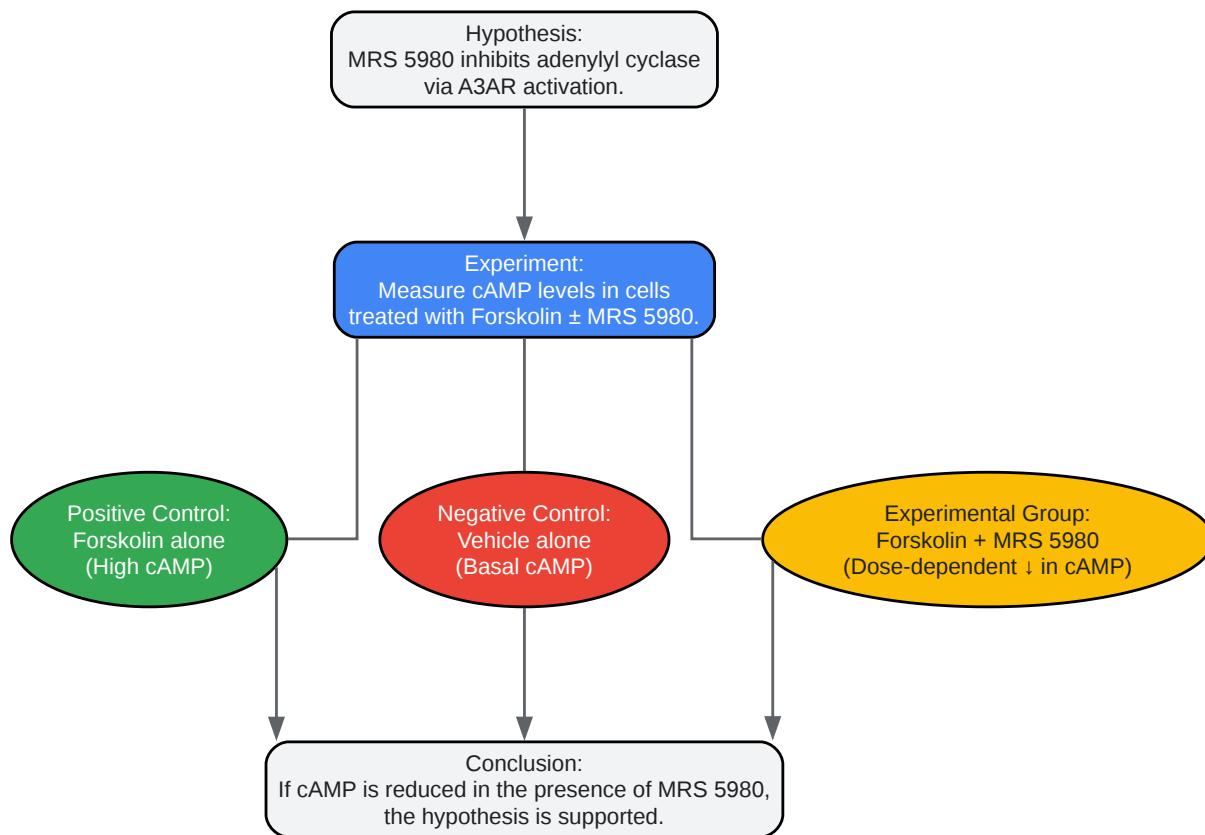 Hypothesis:
MRS 5980 inhibits adenylyl cyclase
via A3AR activation.
Experiment:
Measure cAMP levels in cells
treated with Forskolin ± MRS 5980.
Positive Control:
Forskolin alone
(High cAMP)
Negative Control:
Vehicle alone
(Basal cAMP)
Experimental Group:
Forskolin + MRS 5980
(Dose-dependent ↓ in cAMP)
Conclusion:
If cAMP is reduced in the presence of MRS 5980,
the hypothesis is supported.